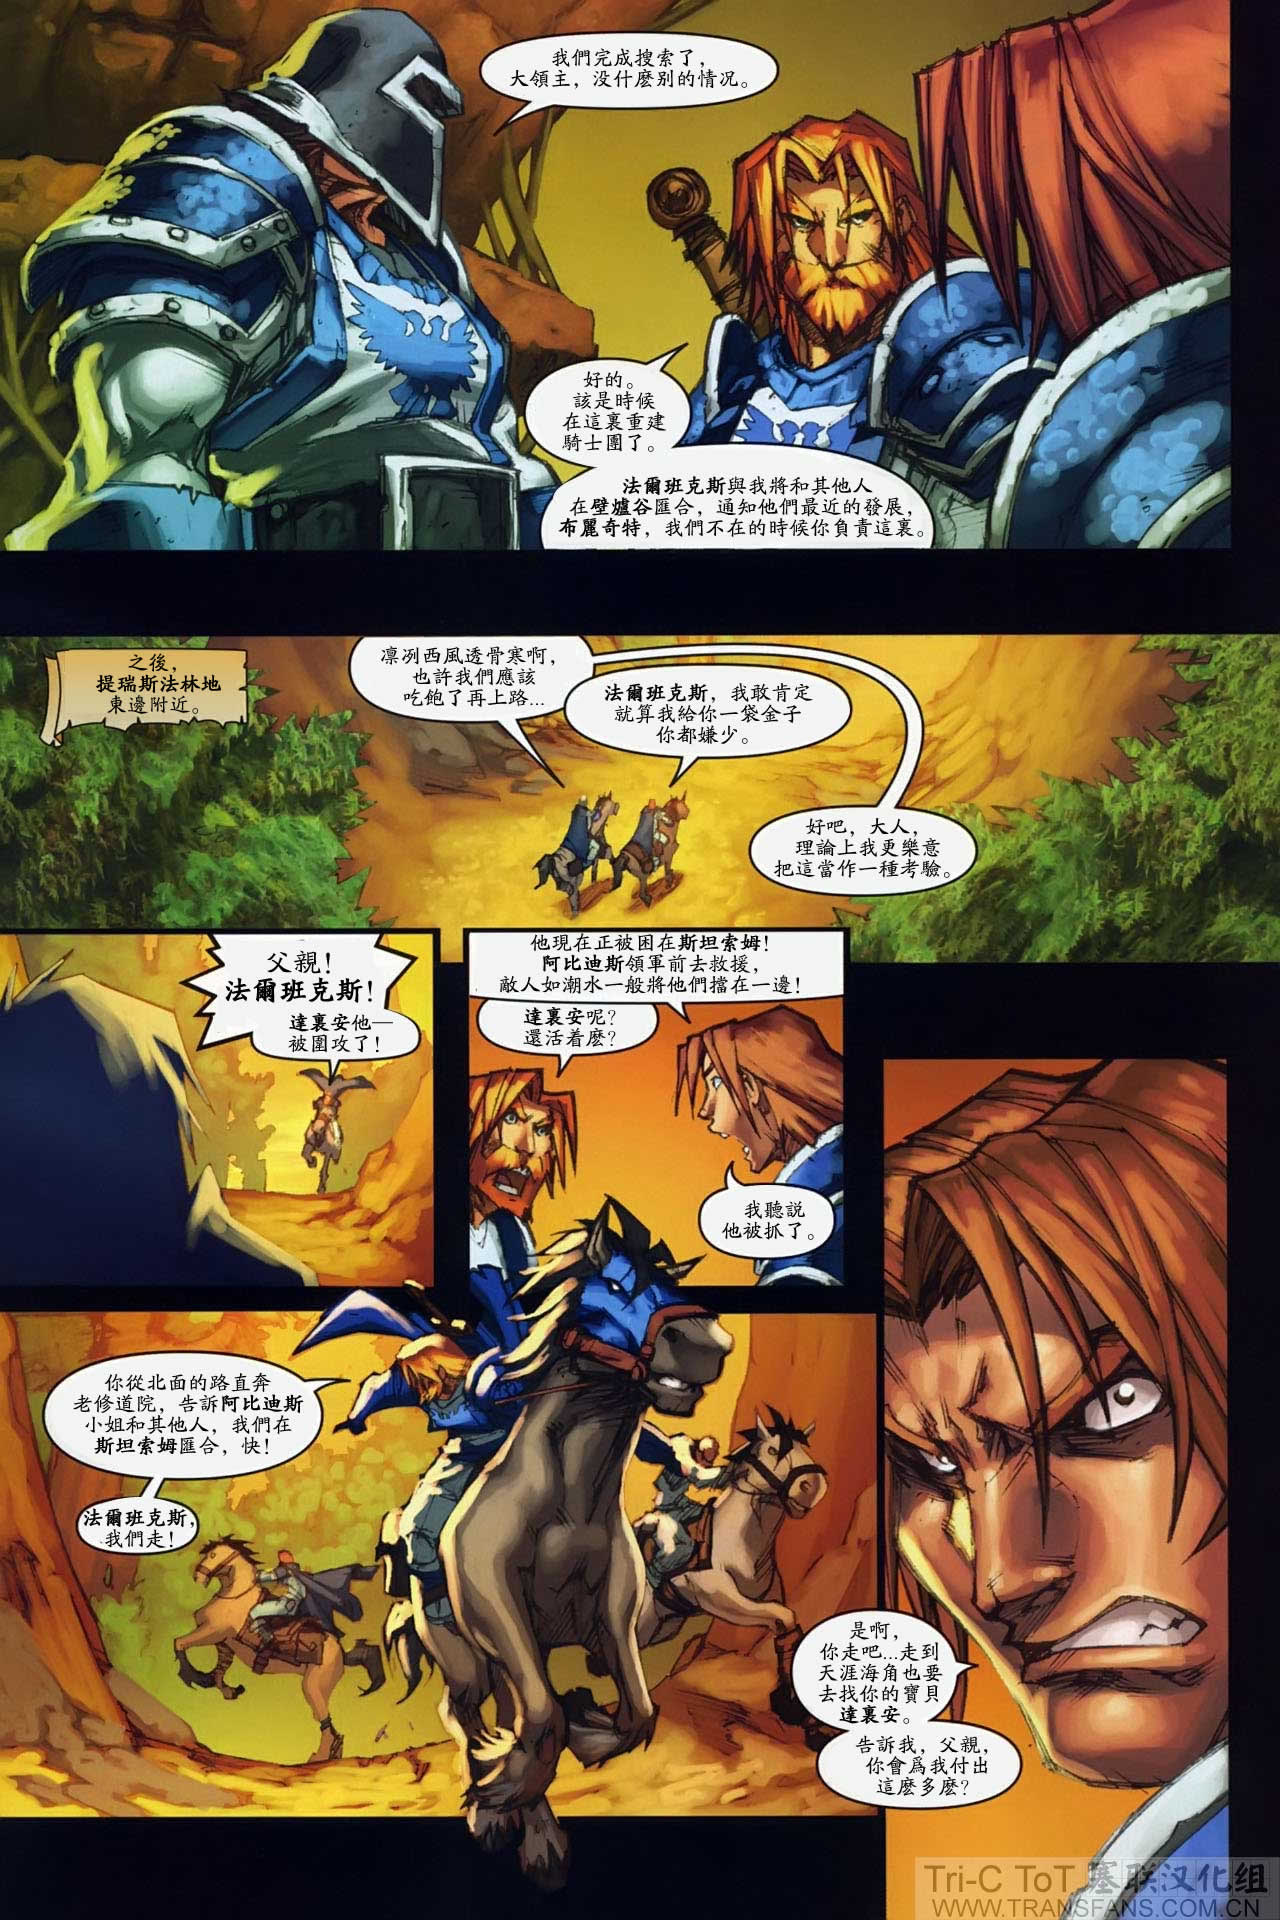 我們完成搜索了，
大領主，没什麽别的情况。
好的。
該是時候
在這裏重建
騎士團了。
法爾班克斯與我將和其他人
在壁爐谷匯合，通知他們最近的發展，
布麗奇特，我們不在的時候你負責這裏。
之後，
提瑞斯法林地
東邊附近。
凛冽西風透骨寒啊，
也許我們應該
吃飽了再上路...
法爾班克斯，我敢肯定
就算我給你一袋金子
你都嫌少。
好吧，大人，
理論上我更樂意
把這當作一種考驗。
父親！
法爾班克斯！
達裏安他—
被圍攻了！
他現在正被困在斯坦索姆！
阿比迪斯領軍前去救援，
敵人如潮水一般將他們擋在一邊！
達裏安呢？
還活着麽？
我聽説
他被抓了。
你從北面的路直奔
老修道院，告訴阿比迪斯
小姐和其他人，我們在
斯坦索姆匯合，快！
法爾班克斯，
我們走！
是啊，
你走吧...走到
天涯海角也要
去找你的寶貝
達裏安。
告訴我，父親，
你會爲我付出
這麽多麽？
Tri-C ToT 塞联汉化组
WWW.TRANSFANS.COM.CN